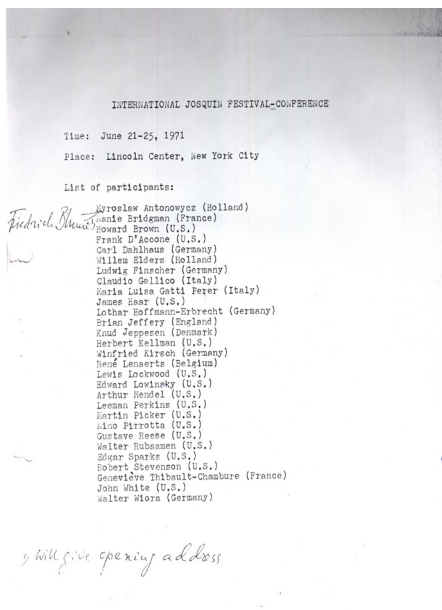 INTERNATIONAL JOSQUIN FESTIVAL-CONFERENCE
Time: June 21-25, 1971
Place: Lincoln Center, New York City
List of participants:
Myroslaw Antonowycz (Holland)
Friedrich Blume¹⁾
Nanie Bridgman (France)
Howard Brown (U.S.)
Frank D'Accone (U.S.)
Carl Dahlhaus (Germany)
Willem Elders (Holland)
Ludwig Finscher (Germany)
Claudio Gallico (Italy)
Maria Luisa Gatti Perer (Italy)
James Haar (U.S.)
Lothar Hoffmann-Erbrecht (Germany)
Brian Jeffery (England)
Knud Jeppesen (Denmark)
Herbert Kellman (U.S.)
Winfried Kirsch (Germany)
René Lenaerts (Belgium)
Lewis Lockwood (U.S.)
Edward Lowinsky (U.S.)
Arthur Mendel (U.S.)
Leeman Perkins (U.S.)
Martin Picker (U.S.)
Nino Pirrotta (U.S.)
Gustave Reese (U.S.)
Walter Rubsamen (U.S.)
Edgar Sparks (U.S.)
Robert Stevenson (U.S.)
Geneviève Thibault-Chambure (France)
John White (U.S.)
Walter Wiora (Germany)
1) will give opening address